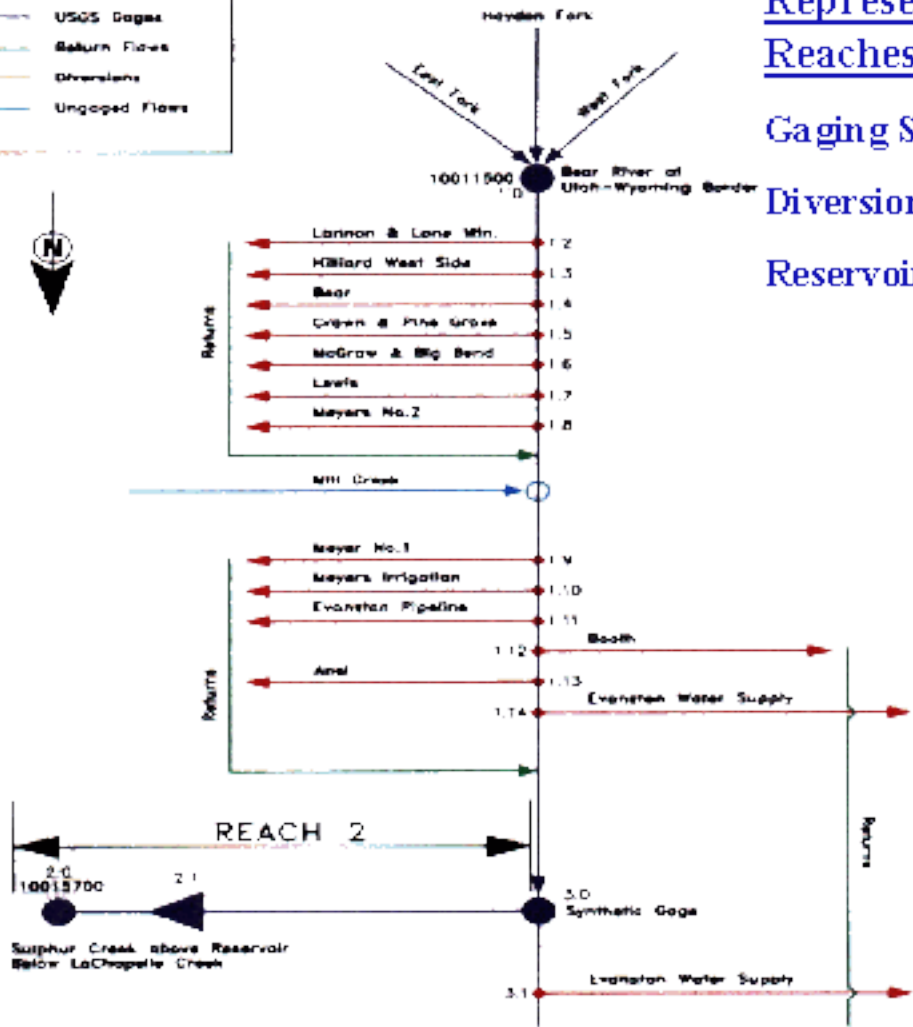 USGS Gages
Return Flows
Diversions
Ungaged Flows
Hayden Fork
East Fork
West Fork
Reaches
Gaging S
Diversion
Reservoir
10011500
1.0
Bear River at
Utah-Wyoming Border
N
Lannon & Lone Mtn.
1.2
Hilliard West Side
1.3
Bear
1.4
Crown & Pine Grove
1.5
McGraw & Big Bend
1.6
Lewis
1.7
Meyers No.2
1.8
Returns
Mill Creek
Meyer No.1
1.9
Meyers Irrigation
1.10
Evanston Pipeline
1.11
1.12
Booth
Anel
1.13
1.14
Evanston Water Supply
Returns
Returns
REACH 2
2.0
10015700
2.1
3.0
Synthetic Gage
Sulphur Creek above Reservoir
Below LaChapelle Creek
3.1
Evanston Water Supply